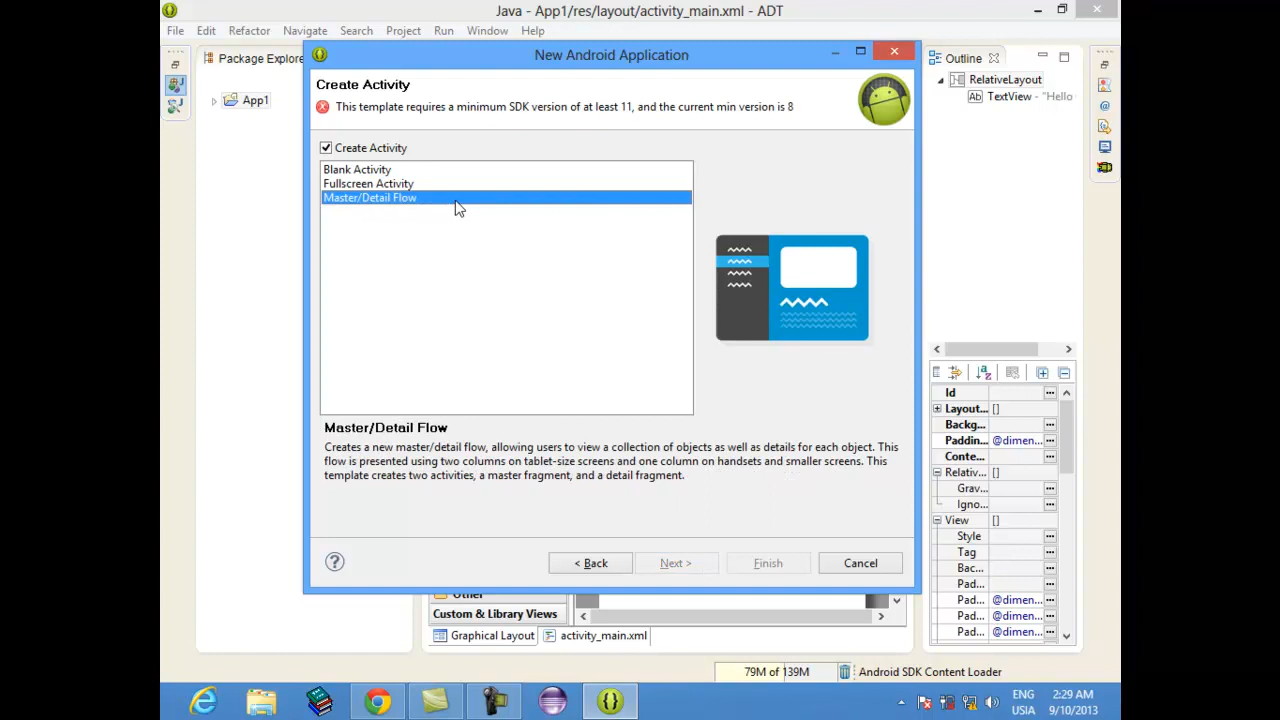 Java - App1/res/layout/activity_main.xml - ADT
File Edit Refactor Navigate Search Project Run Window Help
Package Explore
App1
New Android Application
Create Activity
This template requires a minimum SDK version of at least 11, and the current min version is 8
Create Activity
Blank Activity
Fullscreen Activity
Master/Detail Flow
Master/Detail Flow
Creates a new master/detail flow, allowing users to view a collection of objects as well as details for each object. This
flow is presented using two columns on tablet-size screens and one column on handsets and smaller screens. This
template creates two activities, a master fragment, and a detail fragment.
?
< Back Next > Finish Cancel
Outline
RelativeLayout
Ab TextView - "Hello
Id
Layout... []
Backg...
Paddin... @dimen...
Conte...
Relativ... []
Grav...
Igno...
View []
Style
Tag
Bac...
Pad...
Pad... @dimen...
Pad... @dimen...
Pad... @dimen...
Other
Custom & Library Views
Graphical Layout activity_main.xml
79M of 139M Android SDK Content Loader
ENG 2:29 AM
USIA 9/10/2013